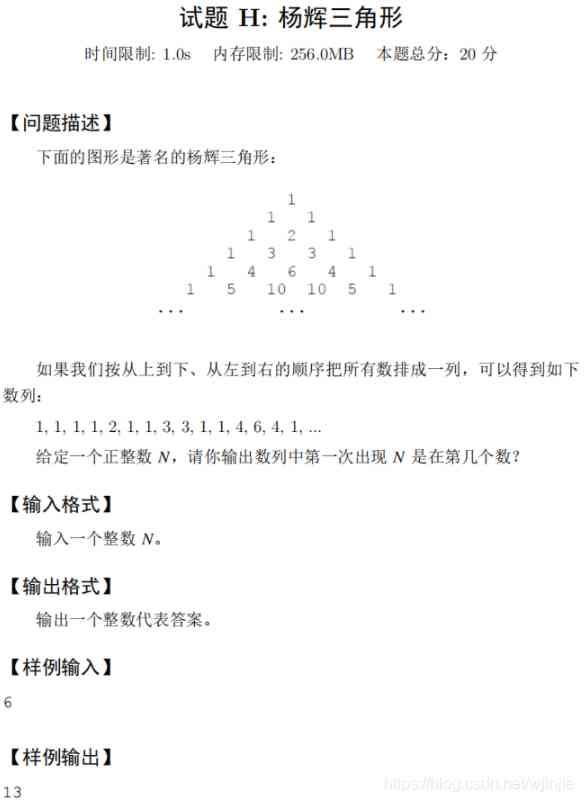 试题 H: 杨辉三角形
时间限制: 1.0s 内存限制: 256.0MB 本题总分：20 分
【问题描述】
下面的图形是著名的杨辉三角形：
1
1 1
1 2 1
1 3 3 1
1 4 6 4 1
1 5 10 10 5 1
... ... ...
如果我们按从上到下、从左到右的顺序把所有数排成一列，可以得到如下
数列：
1, 1, 1, 1, 2, 1, 1, 3, 3, 1, 1, 4, 6, 4, 1, ...
给定一个正整数 N，请你输出数列中第一次出现 N 是在第几个数？
【输入格式】
输入一个整数 N。
【输出格式】
输出一个整数代表答案。
【样例输入】
6
【样例输出】
13
https://blog.csdn.net/wjinjie